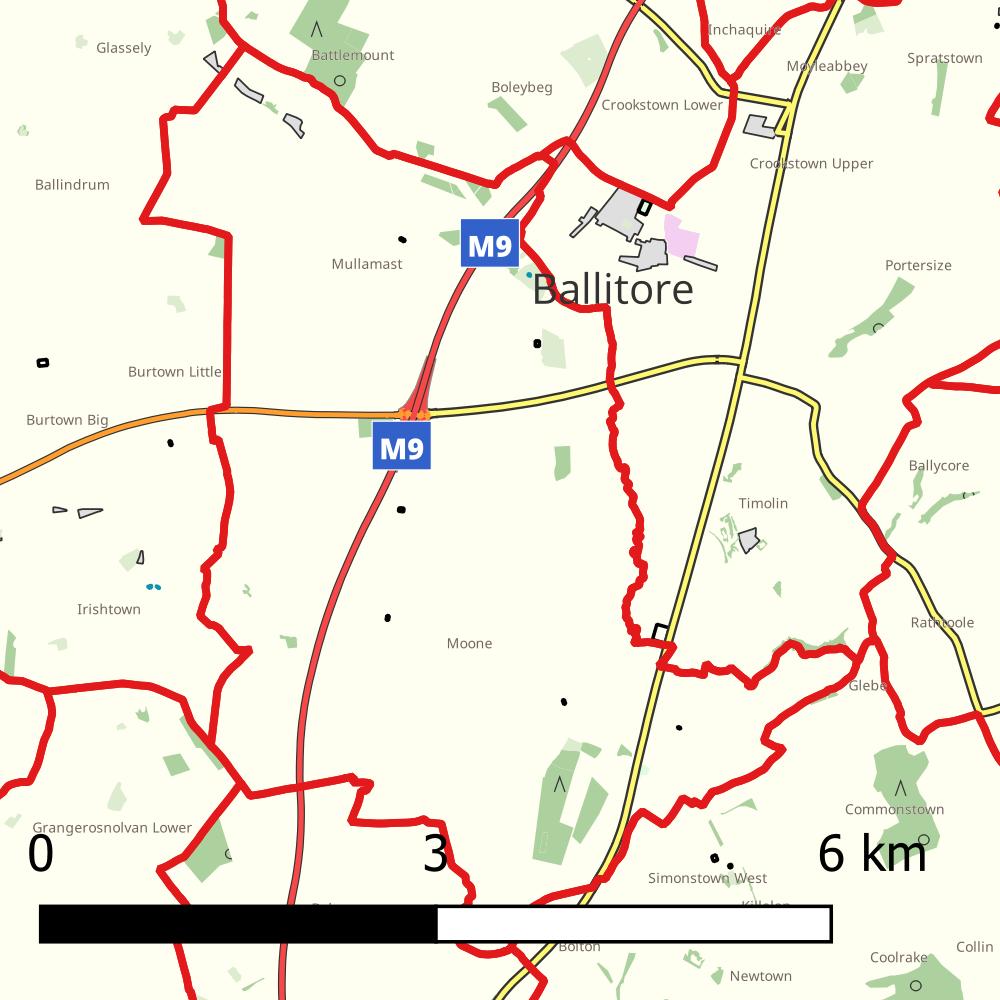 Inchaquire
Glassely
Battlemount
Moyleabbey
Spratstown
Boleybeg
Crookstown Lower
Crookstown Upper
Ballindrum
M9
Mullamast
Portersize
Ballitore
Burtown Little
Burtown Big
M9
Ballycore
Timolin
Irishtown
Rathtoole
Moone
Glebe
Commonstown
Grangerosnolvan Lower
0 3 6 km
Simonstown West
Killelan
Bolton
Collin
Coolrake
Newtown